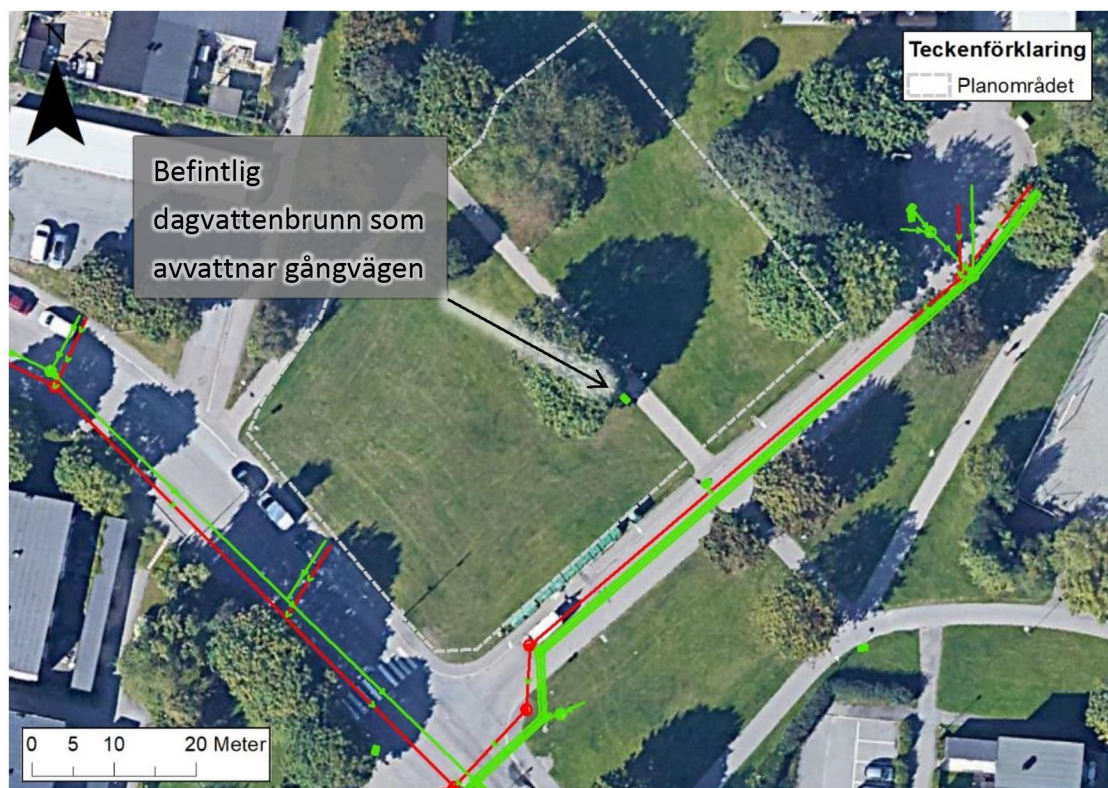 N
Teckenförklaring
Planområdet
Befintlig
dagvattenbrunn som
avvattnar gångvägen
0 5 10 20 Meter